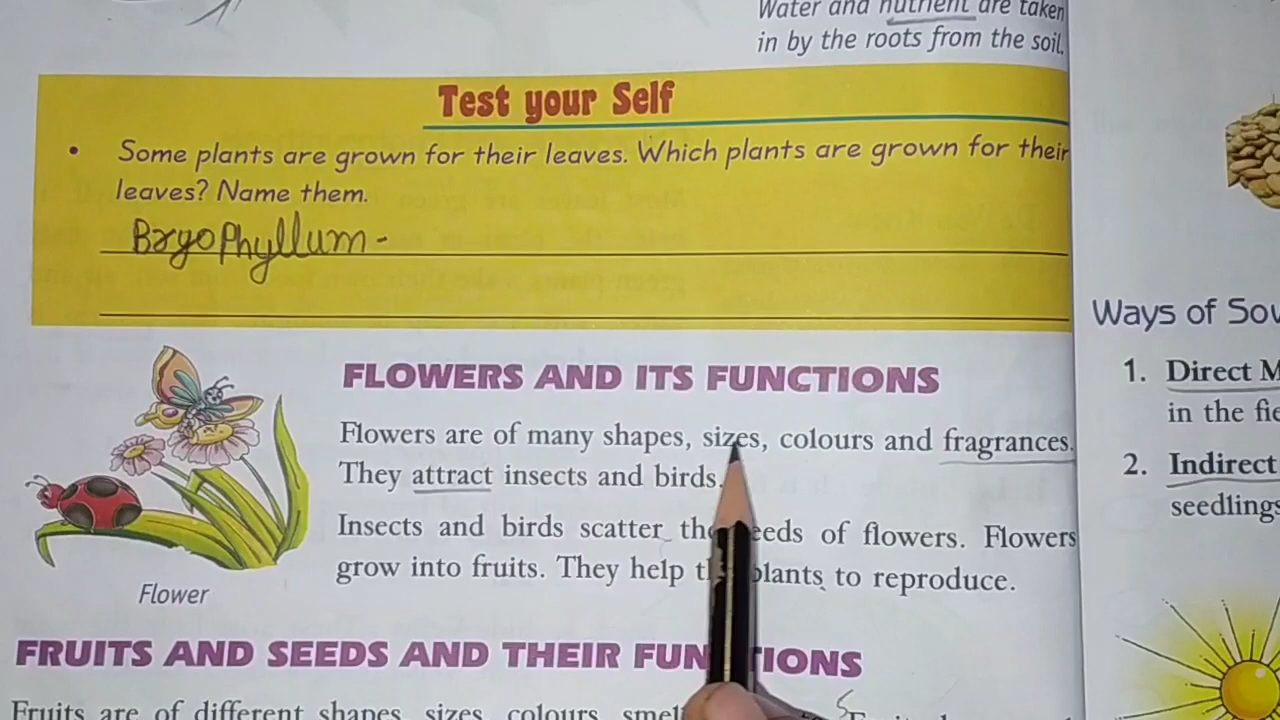 Water and nutrient are taken
in by the roots from the soil.
Test your Self
• Some plants are grown for their leaves. Which plants are grown for their
leaves? Name them.
Bryophyllum -
FLOWERS AND ITS FUNCTIONS
Flowers are of many shapes, sizes, colours and fragrances.
They attract insects and birds.
Insects and birds scatter the seeds of flowers. Flowers
grow into fruits. They help the plants to reproduce.
Flower
FRUITS AND SEEDS AND THEIR FUNCTIONS
Fruits are of different shapes, sizes, colours,
Ways of
1. Direct
in the
2. Indirect
seedlings